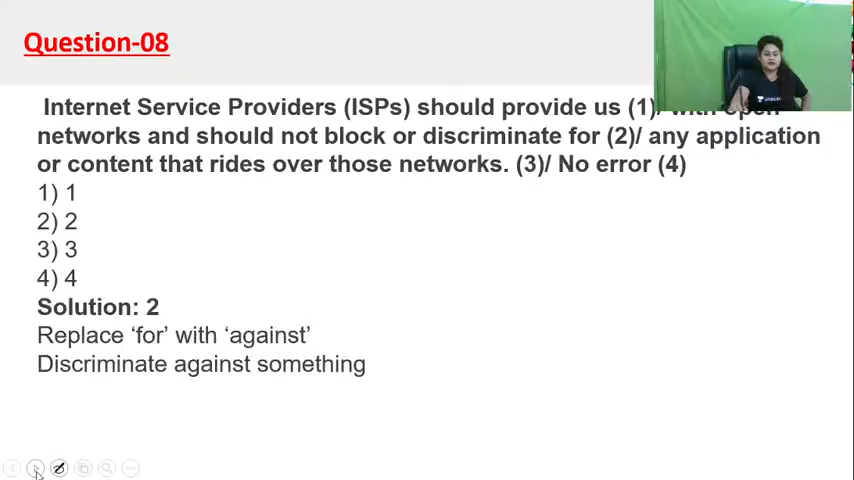 Question-08
Internet Service Providers (ISPs) should provide us (1)/ with open
networks and should not block or discriminate for (2)/ any application
or content that rides over those networks. (3)/ No error (4)
1) 1
2) 2
3) 3
4) 4
Solution: 2
Replace ‘for’ with ‘against’
Discriminate against something